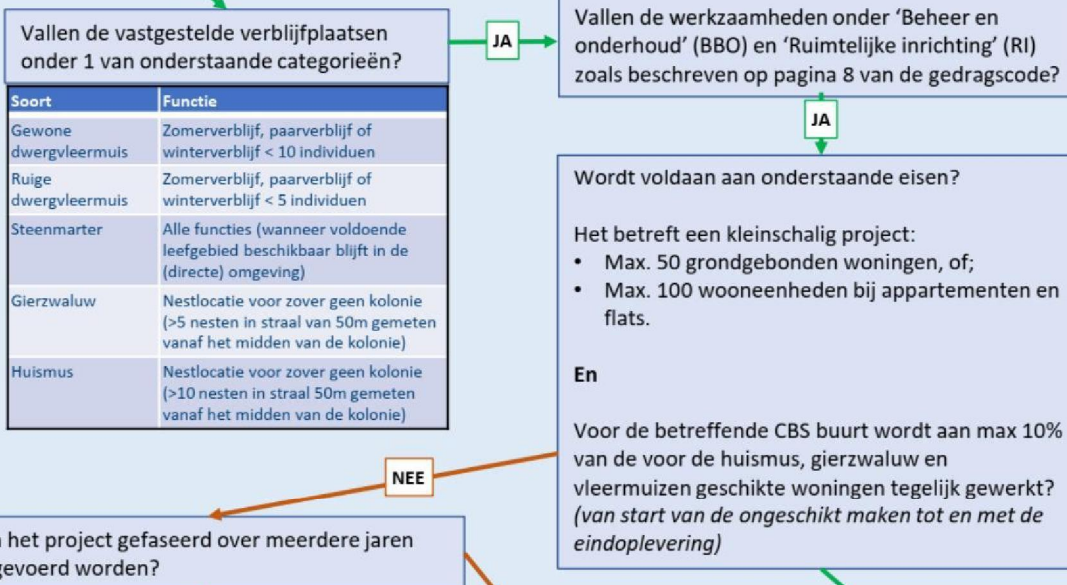 Vallen de vastgestelde verblijfplaatsen
onder 1 van onderstaande categorieën?
JA
Vallen de werkzaamheden onder ‘Beheer en
onderhoud’ (BBO) en ‘Ruimtelijke inrichting’ (RI)
zoals beschreven op pagina 8 van de gedragscode?
Soort Functie
Gewone Zomerverblijf, paarverblijf of
dwergvleermuis winterverblijf < 10 individuen
Ruige Zomerverblijf, paarverblijf of
dwergvleermuis winterverblijf < 5 individuen
Steenmarter Alle functies (wanneer voldoende
leefgebied beschikbaar blijft in de
(directe) omgeving)
Gierzwaluw Nestlocatie voor zover geen kolonie
(>5 nesten in straal van 50m gemeten
vanaf het midden van de kolonie)
Huismus Nestlocatie voor zover geen kolonie
(>10 nesten in straal 50m gemeten
vanaf het midden van de kolonie)
JA
Wordt voldaan aan onderstaande eisen?
Het betreft een kleinschalig project:
• Max. 50 grondgebonden woningen, of;
• Max. 100 wooneenheden bij appartementen en
flats.
En
Voor de betreffende CBS buurt wordt aan max 10%
van de voor de huismus, gierzwaluw en
vleermuizen geschikte woningen tegelijk gewerkt?
(van start van de ongeschikt maken tot en met de
eindoplevering)
NEE
het project gefaseerd over meerdere jaren
gevoerd worden?